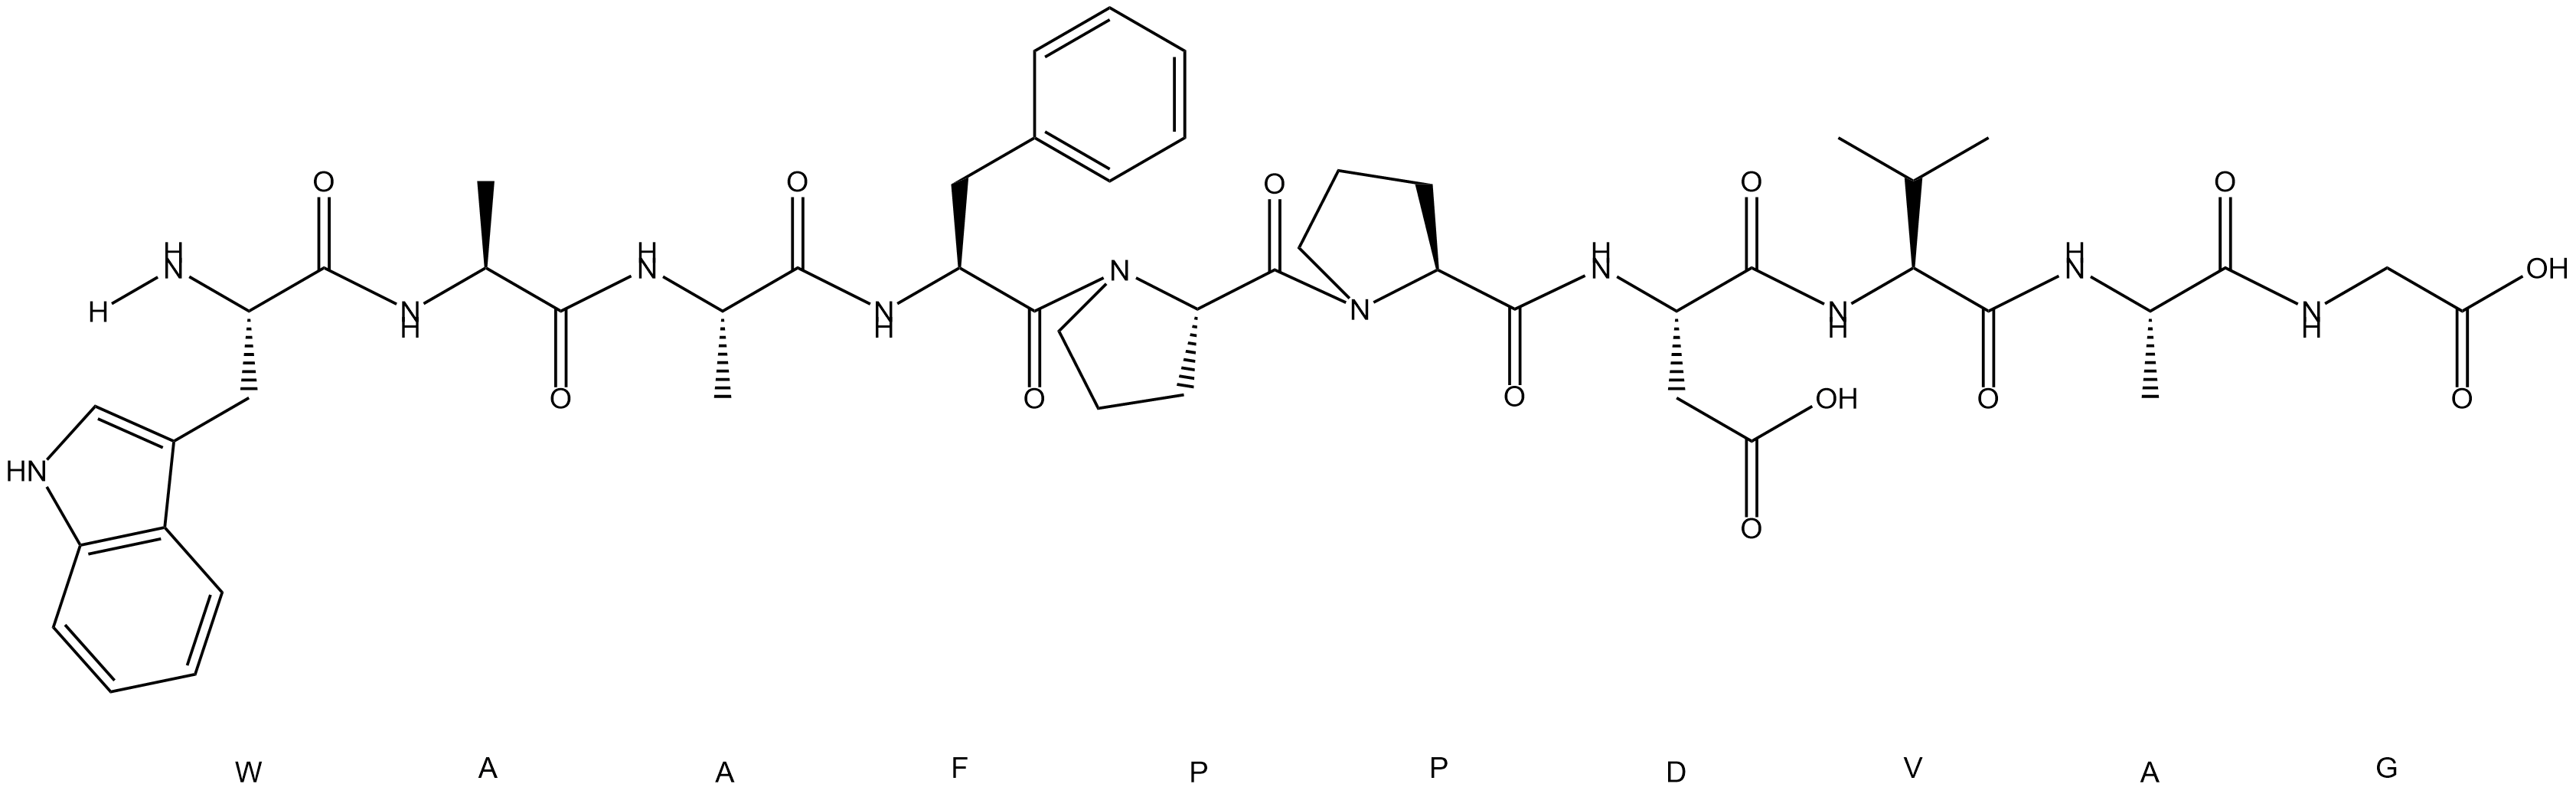 O O O O O
H N H N N H N H N
H N H N H N N N H N H OH
O O O O O OH O
HN
O
W A A F P P D V A G